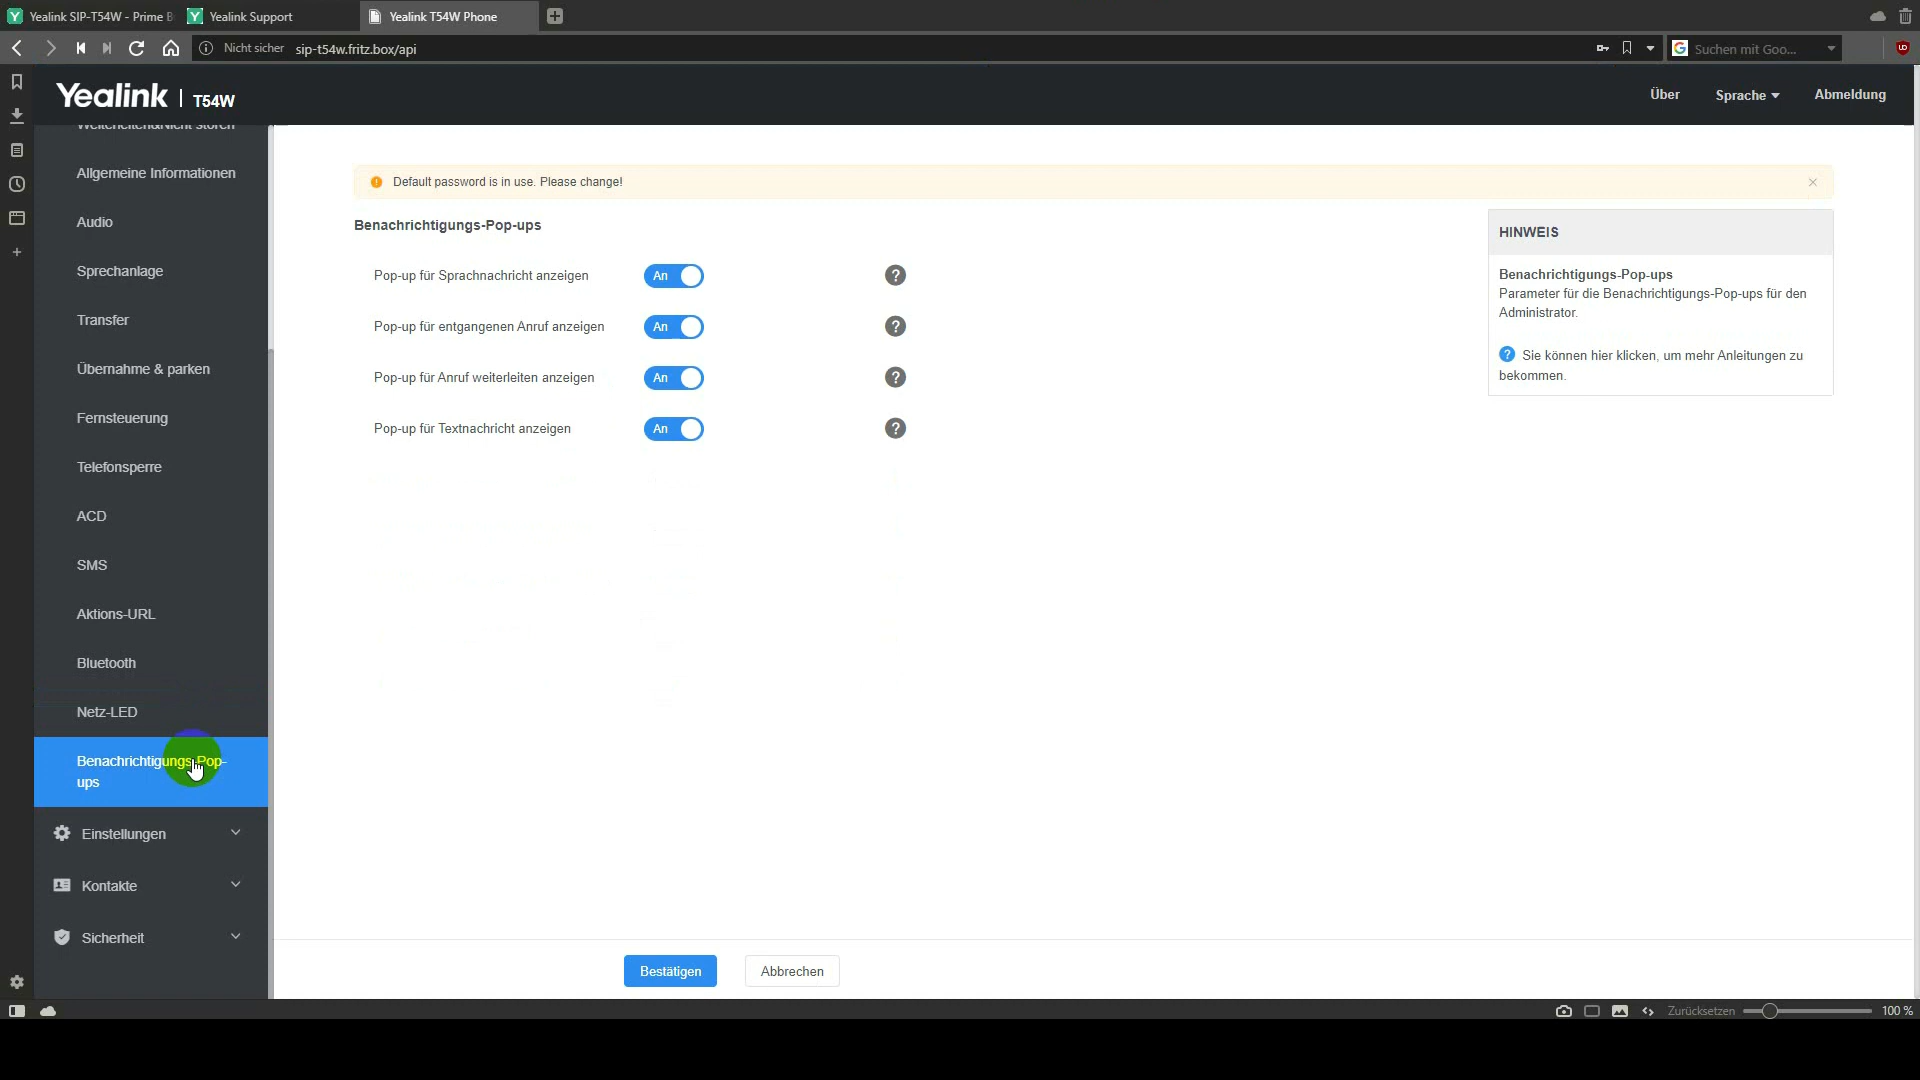 Yealink SIP-T54W - Prime B
Yealink Support
Yealink T54W Phone
Nicht sicher
sip-t54w.fritz.box/api
Suchen mit Goo...
Yealink | T54W
Über
Sprache
Abmeldung
Weiterleiten&Nicht stören
Allgemeine Informationen
Audio
Sprechanlage
Transfer
Übernahme & parken
Fernsteuerung
Telefonsperre
ACD
SMS
Aktions-URL
Bluetooth
Netz-LED
Benachrichtigungs-Pop-
ups
Einstellungen
Kontakte
Sicherheit
Default password is in use. Please change!
Benachrichtigungs-Pop-ups
Pop-up für Sprachnachricht anzeigen An
Pop-up für entgangenen Anruf anzeigen An
Pop-up für Anruf weiterleiten anzeigen An
Pop-up für Textnachricht anzeigen An
HINWEIS
Benachrichtigungs-Pop-ups
Parameter für die Benachrichtigungs-Pop-ups für den
Administrator.
Sie können hier klicken, um mehr Anleitungen zu
bekommen.
Bestätigen
Abbrechen
Zurücksetzen
100 %